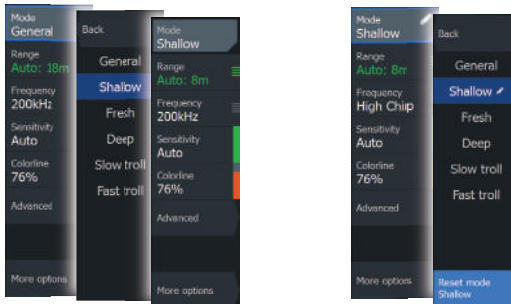 Mode
General
Range
Auto: 18m
Frequency
200kHz
Sensitivity
Auto
Colorline
76%
Advanced
More options
Back
General
Shallow
Fresh
Deep
Slow troll
Fast troll
Mode
Shallow
Range
Auto: 8m
Frequency
200kHz
Sensitivity
Auto
Colorline
76%
Advanced
More options
Mode
Shallow
Range
Auto: 8m
Frequency
High Chirp
Sensitivity
Auto
Colorline
76%
Advanced
More options
Back
General
Shallow
Fresh
Deep
Slow troll
Fast troll
Reset mode
Shallow